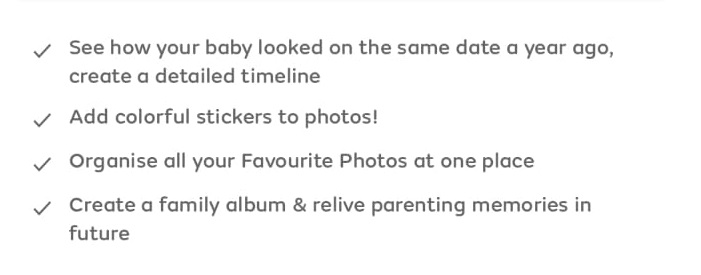 See how your baby looked on the same date a year ago,
create a detailed timeline
Add colorful stickers to photos!
Organise all your Favourite Photos at one place
Create a family album & relive parenting memories in
future